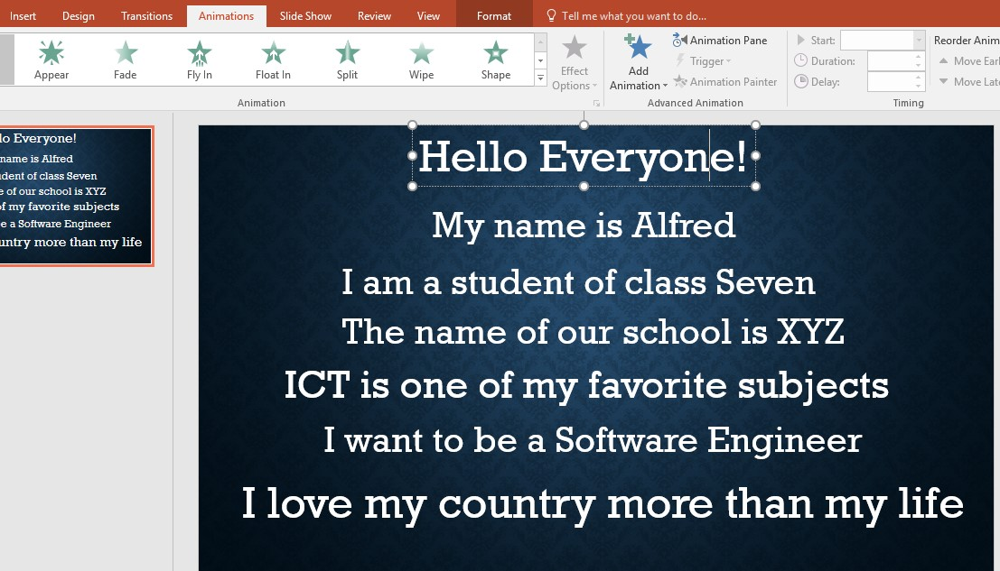 Insert Design Transitions Animations Slide Show Review View Format Tell me what you want to do...
Appear Fade Fly In Float In Split Wipe Shape
Effect Options
Add Animation
Animation Pane
Trigger
Animation Painter
Start:
Duration:
Delay:
Reorder Anim
Move Earl
Move Late
Animation Advanced Animation Timing
lo Everyone!
name is Alfred
udent of class Seven
e of our school is XYZ
of my favorite subjects
e a Software Engineer
untry more than my life
Hello Everyone!
My name is Alfred
I am a student of class Seven
The name of our school is XYZ
ICT is one of my favorite subjects
I want to be a Software Engineer
I love my country more than my life